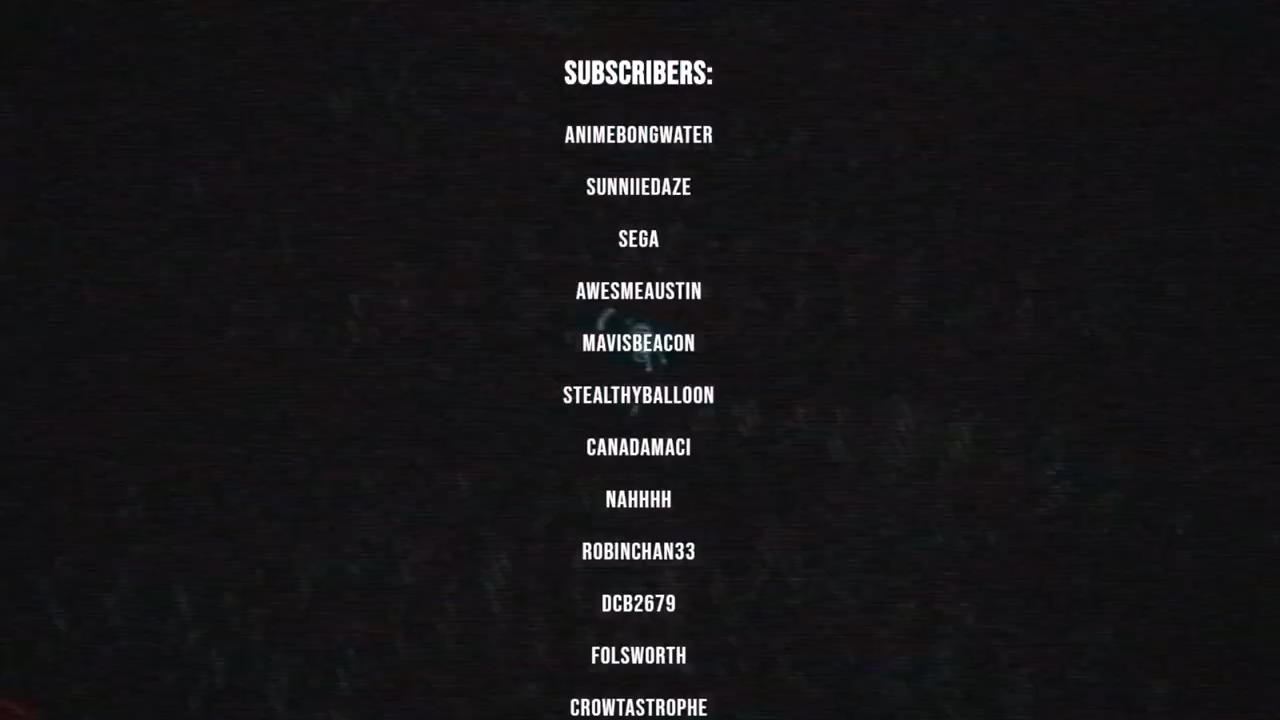 SUBSCRIBERS:
ANIMEBONGWATER
SUNNIIEDAZE
SEGA
AWESMEAUSTIN
MAVISBEACON
STEALTHYBALLOON
CANADAMACI
NAHHHH
ROBINCHAN33
DCB2679
FOLSWORTH
CROWTASTROPHE